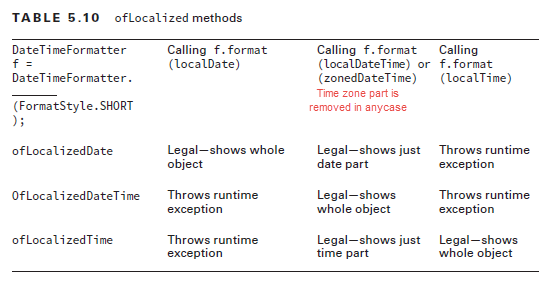 TABLE 5.10 ofLocalized methods
DateTimeFormatter
f =
DateTimeFormatter.
________
(FormatStyle.SHORT
);
Calling f.format
(localDate)
Calling f.format
(localDateTime) or
(zonedDateTime)
Time zone part is
removed in anycase
Calling
f.format
(localTime)
ofLocalizedDate
Legal—shows whole
object
Legal—shows just
date part
Throws runtime
exception
OfLocalizedDateTime
Throws runtime
exception
Legal—shows
whole object
Throws runtime
exception
ofLocalizedTime
Throws runtime
exception
Legal—shows just
time part
Legal—shows
whole object